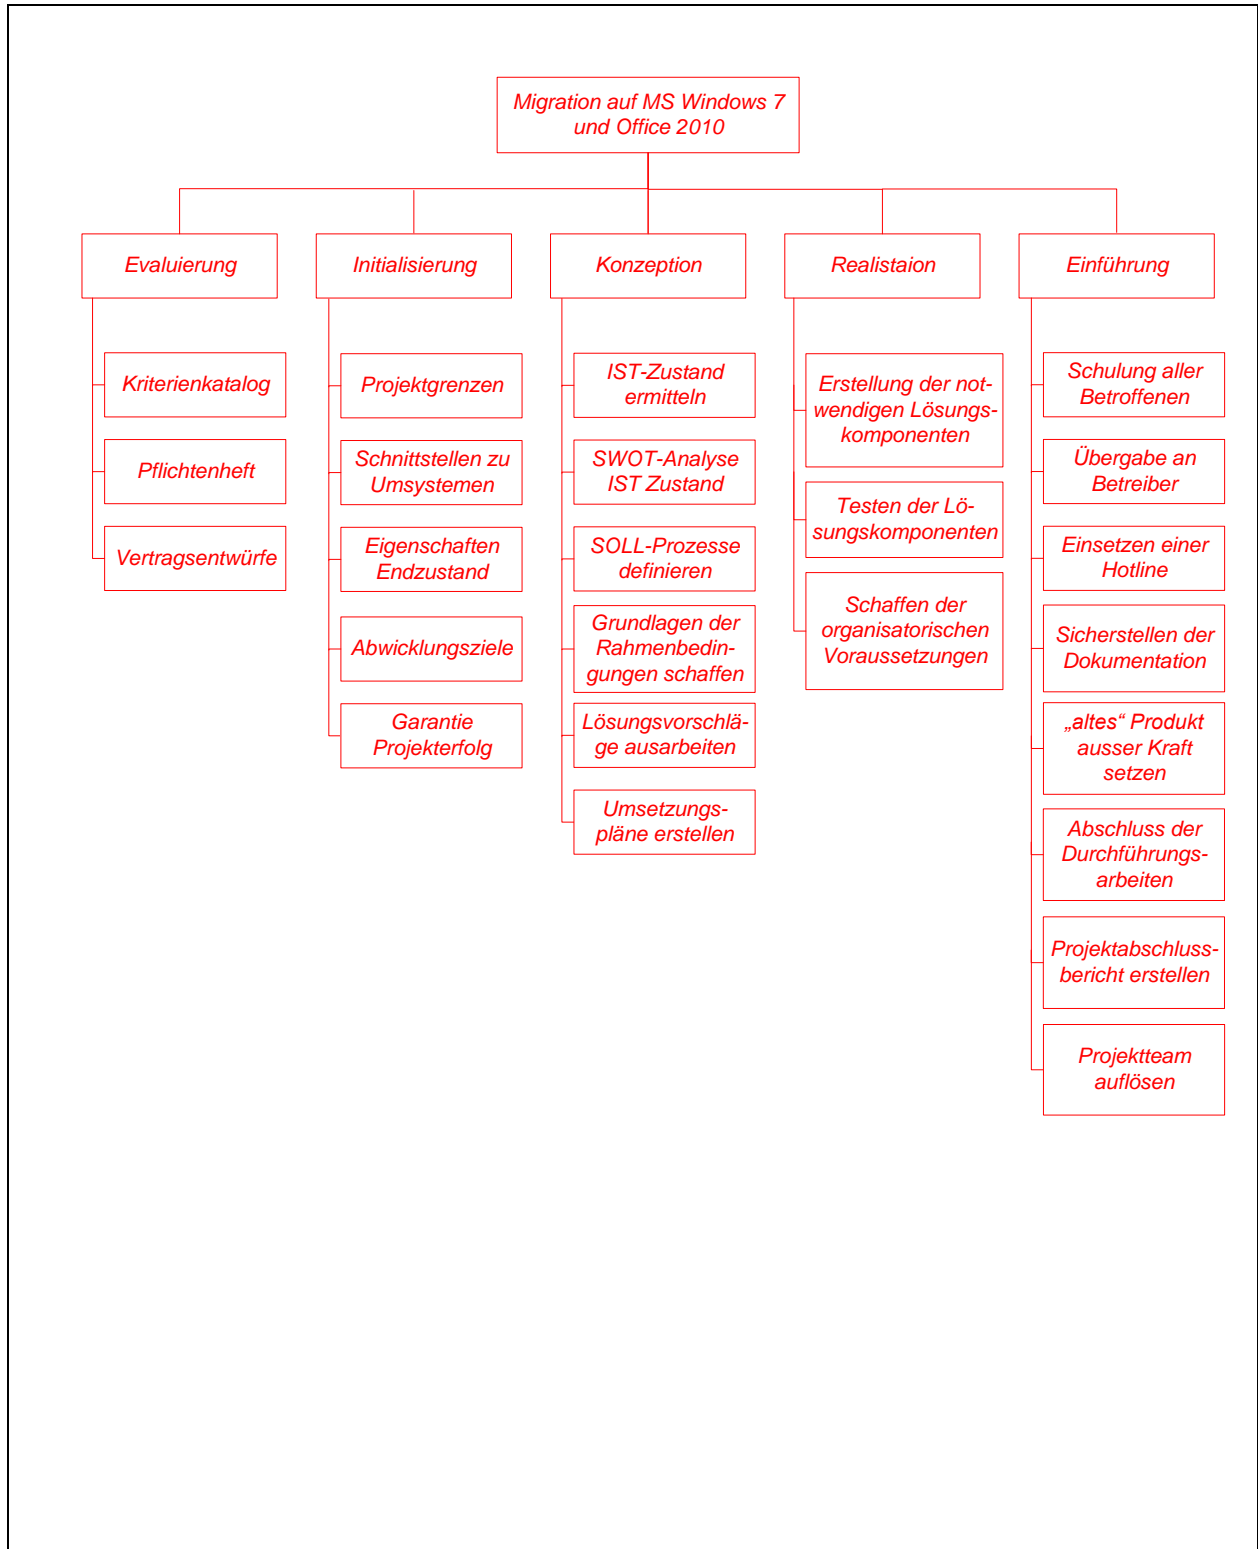 Migration auf MS Windows 7
und Office 2010
Evaluierung
Initialisierung
Konzeption
Realistaion
Einführung
Kriterienkatalog
Pflichtenheft
Vertragsentwürfe
Projektgrenzen
Schnittstellen zu
Umsystemen
Eigenschaften
Endzustand
Abwicklungsziele
Garantie
Projekterfolg
IST-Zustand
ermitteln
SWOT-Analyse
IST Zustand
SOLL-Prozesse
definieren
Grundlagen der
Rahmenbedin-
gungen schaffen
Lösungsvorschlä-
ge ausarbeiten
Umsetzungs-
pläne erstellen
Erstellung der not-
wendigen Lösungs-
komponenten
Testen der Lö-
sungskomponenten
Schaffen der
organisatorischen
Voraussetzungen
Schulung aller
Betroffenen
Übergabe an
Betreiber
Einsetzen einer
Hotline
Sicherstellen der
Dokumentation
„altes“ Produkt
ausser Kraft
setzen
Abschluss der
Durchführungs-
arbeiten
Projektabschluss-
bericht erstellen
Projektteam
auflösen